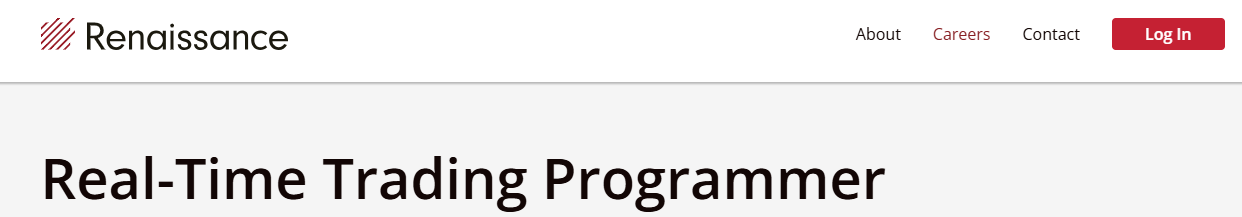 Renaissance About Careers Contact Log In
Real-Time Trading Programmer